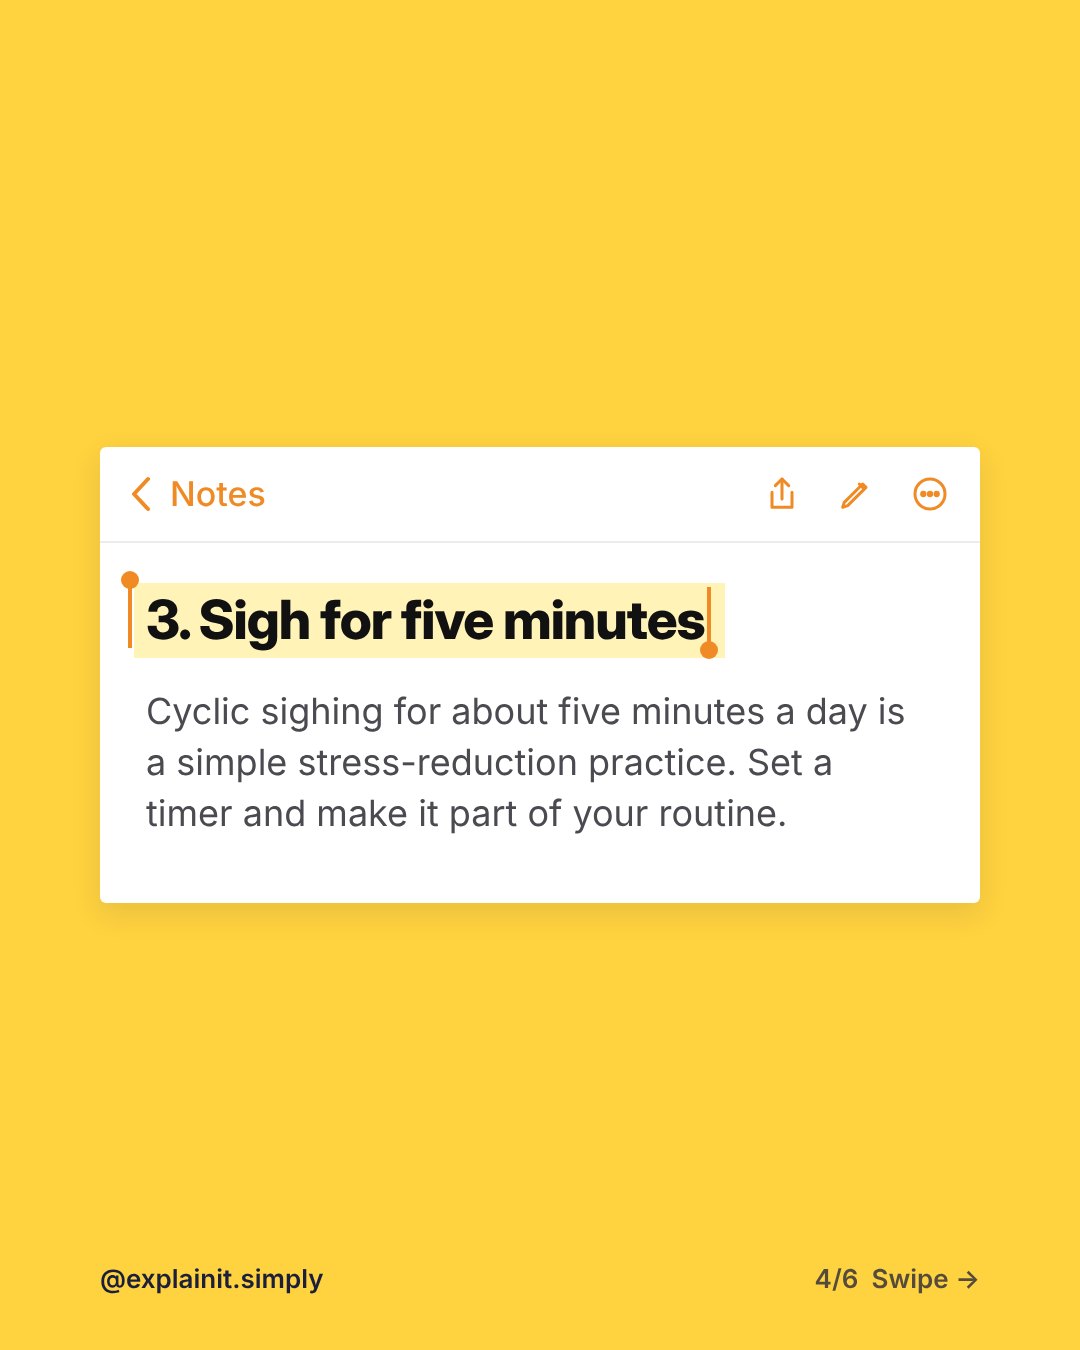 Notes
3. Sigh for five minutes
Cyclic sighing for about five minutes a day is
a simple stress-reduction practice. Set a
timer and make it part of your routine.
@explainit.simply
4/6 Swipe →